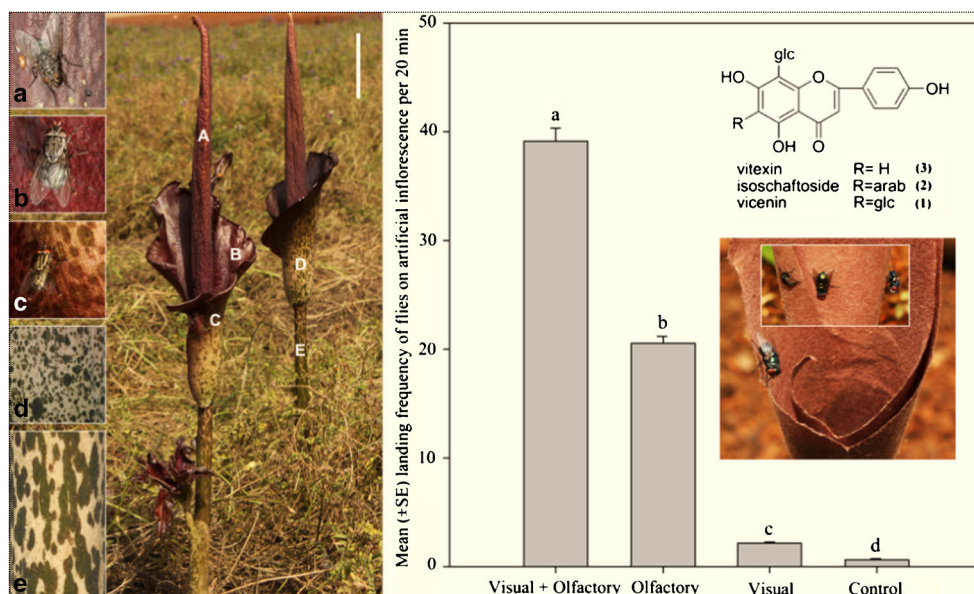 a
b
c
d
e
A
B
C
D
E
Mean (±SE) landing frequency of flies on artificial inflorescence per 20 min
50
40
30
20
10
0
a
b
c
d
Visual + Olfactory
Olfactory
Visual
Control
glc
HO
O
OH
R
OH
O
vitexin R= H (3)
isoschaftoside R=arab (2)
vicenin R=glc (1)